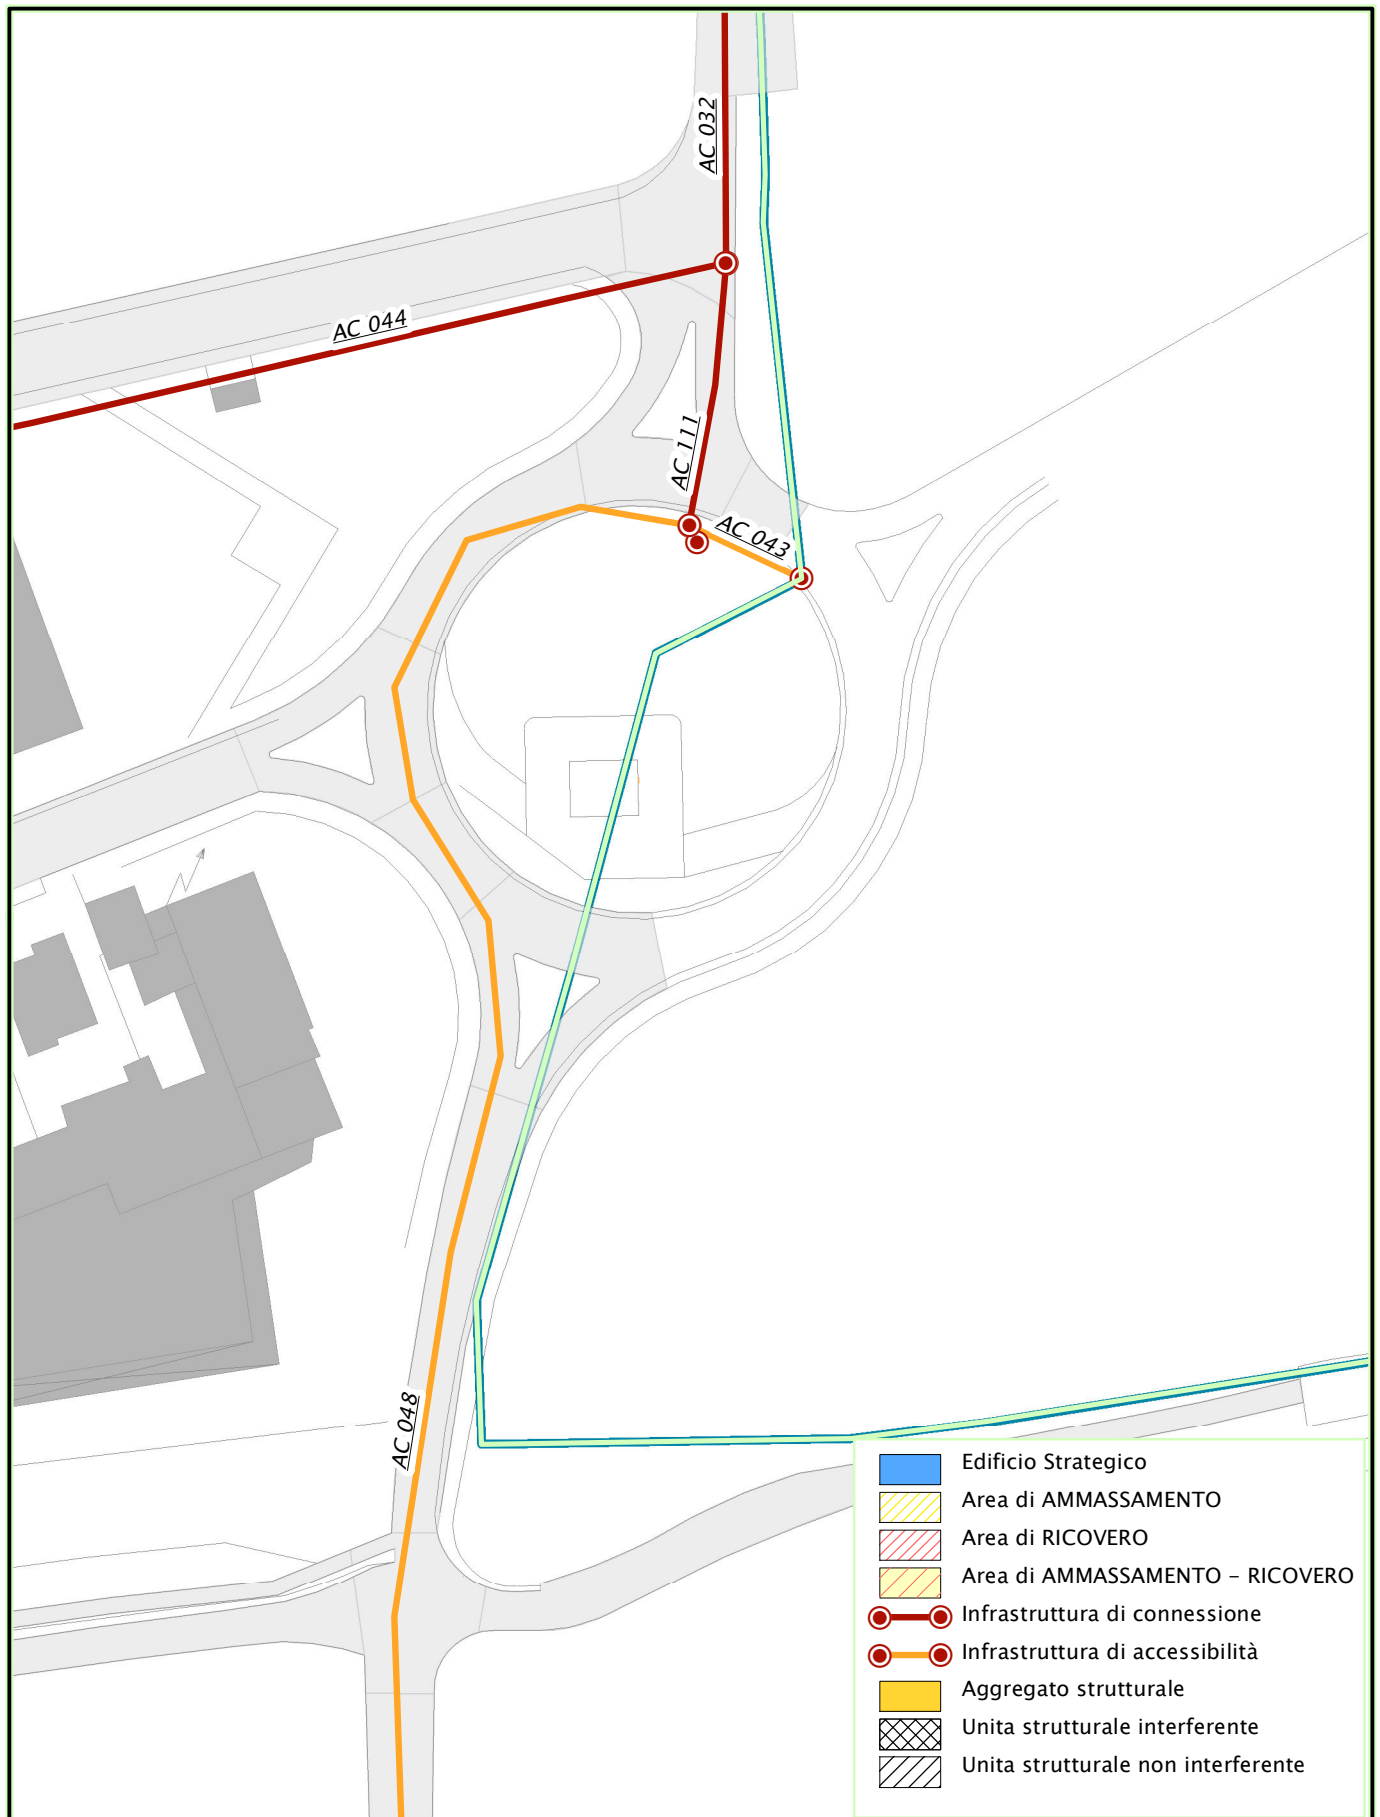 AC 032
AC 044
AC 111
AC 043
AC 048
Edificio Strategico
Area di AMMASSAMENTO
Area di RICOVERO
Area di AMMASSAMENTO - RICOVERO
Infrastruttura di connessione
Infrastruttura di accessibilità
Aggregato strutturale
Unita strutturale interferente
Unita strutturale non interferente